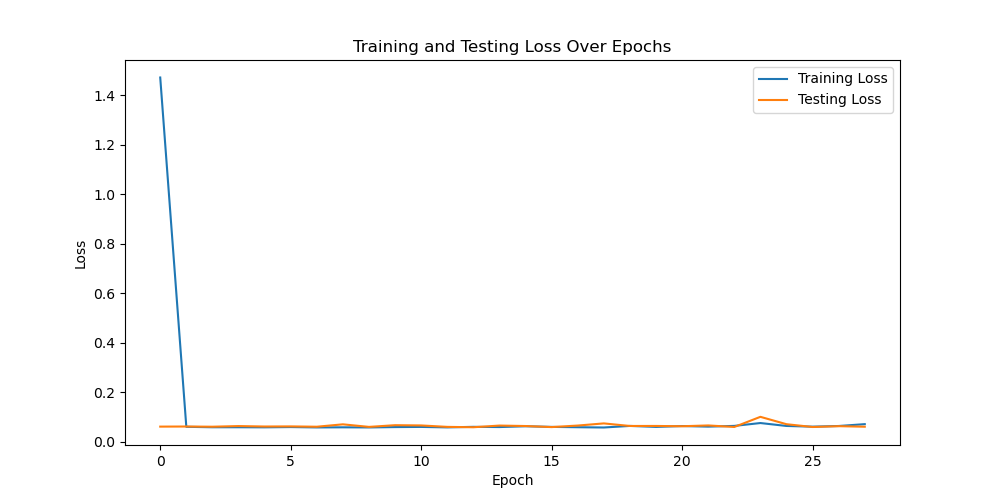 Training and Testing Loss Over Epochs
Training Loss
Testing Loss
1.4
1.2
1.0
0.8
0.6
0.4
0.2
0.0
Loss
0 5 10 15 20 25
Epoch